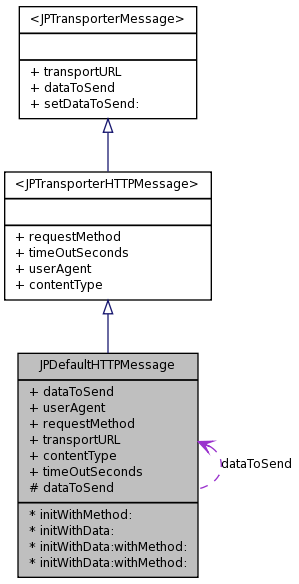 <JPTransporterMessage>
+ transportURL
+ dataToSend
+ setDataToSend:
<JPTransporterHTTPMessage>
+ requestMethod
+ timeOutSeconds
+ userAgent
+ contentType
JPDefaultHTTPMessage
+ dataToSend
+ userAgent
+ requestMethod
+ transportURL
+ contentType
+ timeOutSeconds
# dataToSend
dataToSend
* initWithMethod:
* initWithData:
* initWithData:withMethod:
* initWithData:withMethod: